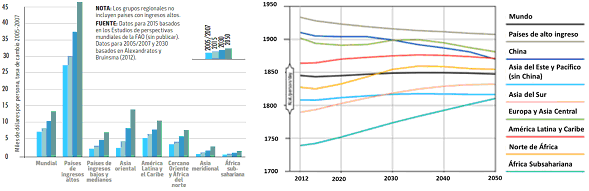 45
40
35
30
25
20
15
10
5
0
Miles de dólares por persona, tasa de cambio 2005-2007
NOTA: Los grupos regionales no
incluyen países con ingresos altos.
FUENTE: Datos para 2015 basados
en los Estudios de perspectivas
mundiales de la FAO (sin publicar).
Datos para 2005/2007 y 2030
basados en Alexandratos y
Bruinsma (2012).
2005/2007
2015
2030
2050
Mundial
Países de
ingresos
altos
Países de
ingresos
bajos y
medianos
Asia
oriental
América
Latina y
el Caribe
Cercano
Oriente y
África
del norte
Asia
meridional
África
sub-
sahariana
1950
1900
1850
1800
1750
1700
2012
2020
2030
2040
2050
Mundo
Países de alto ingreso
China
Asia del Este y Pacífico
(sin China)
Asia del Sur
Europa y Asia Central
América Latina y Caribe
Norte de África
África Subsahariana